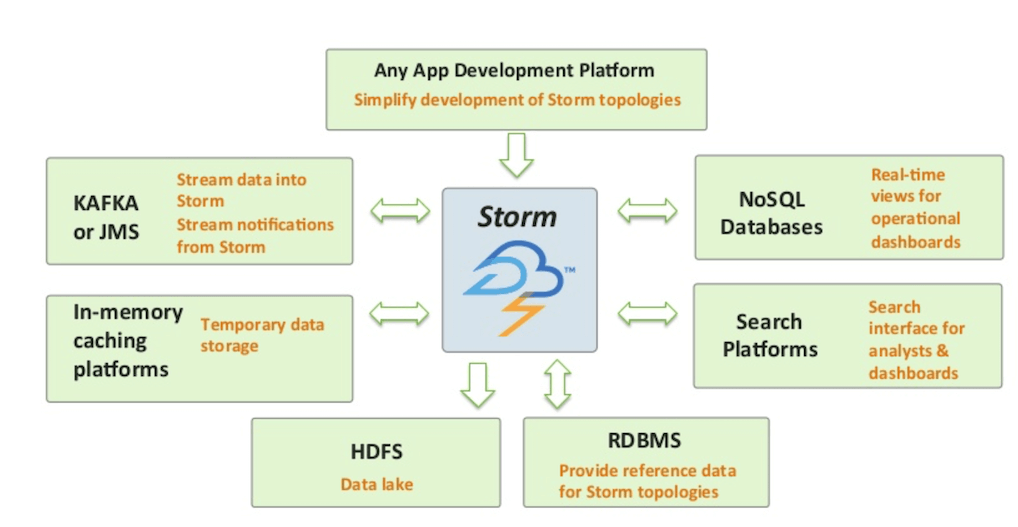 Any App Development Platform
Simplify development of Storm topologies
KAFKA
or JMS
Stream data into
Storm
Stream notifications
from Storm
Storm
TM
NoSQL
Databases
Real-time
views for
operational
dashboards
In-memory
caching
platforms
Temporary data
storage
Search
Platforms
Search
interface for
analysts &
dashboards
HDFS
Data lake
RDBMS
Provide reference data
for Storm topologies